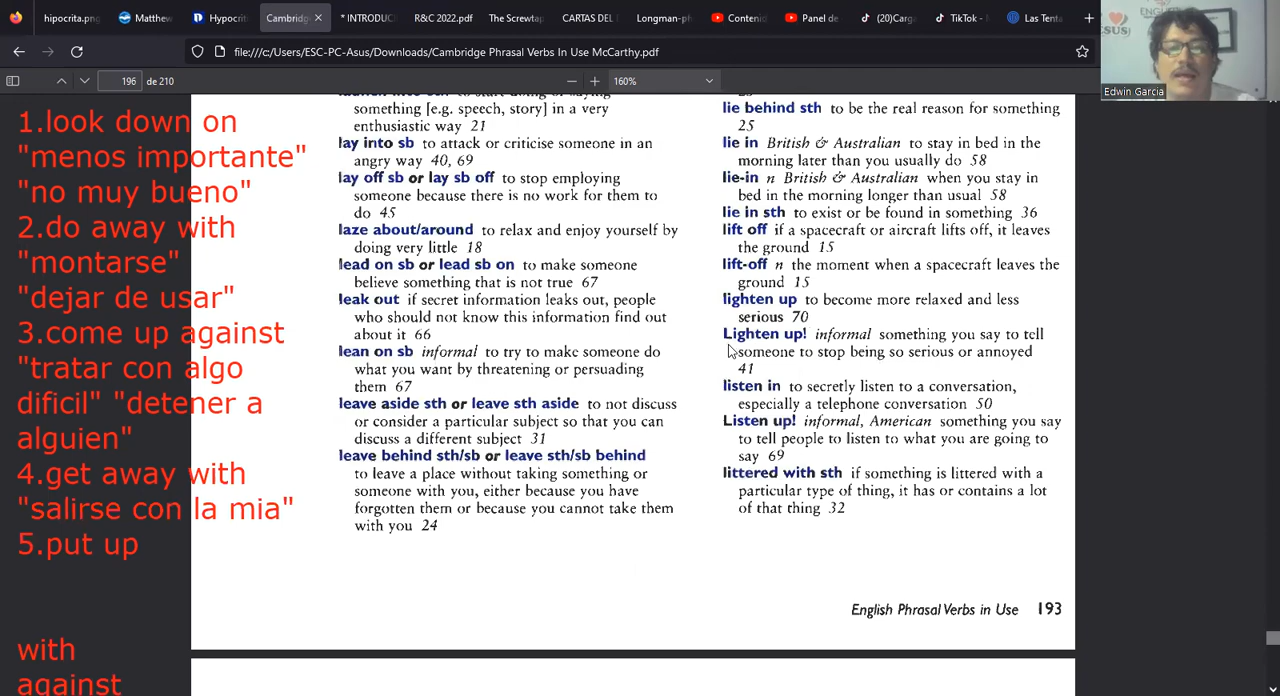 hipocrita.png
Matthew
Hypocriti
Cambridg
* INTRODUC
R&C 2022.pdf
The Screwtap
CARTAS DEL
Longman-ph
Contenid
Panel de
(20)Carga
TikTok -
Las Tenta
file:///c:/Users/ESC-PC-Asus/Downloads/Cambridge Phrasal Verbs In Use McCarthy.pdf
196 de 210
160%
Edwin Garcia
1.look down on
"menos importante"
"no muy bueno"
2.do away with
"montarse"
"dejar de usar"
3.come up against
"tratar con algo
dificil" "detener a
alguien"
4.get away with
"salirse con la mia"
5.put up
with
against
something [e.g. speech, story] in a very
enthusiastic way 21
lay into sb to attack or criticise someone in an
angry way 40, 69
lay off sb or lay sb off to stop employing
someone because there is no work for them to
do 45
laze about/around to relax and enjoy yourself by
doing very little 18
lead on sb or lead sb on to make someone
believe something that is not true 67
leak out if secret information leaks out, people
who should not know this information find out
about it 66
lean on sb informal to try to make someone do
what you want by threatening or persuading
them 67
leave aside sth or leave sth aside to not discuss
or consider a particular subject so that you can
discuss a different subject 31
leave behind sth/sb or leave sth/sb behind
to leave a place without taking something or
someone with you, either because you have
forgotten them or because you cannot take them
with you 24
lie behind sth to be the real reason for something
25
lie in British & Australian to stay in bed in the
morning later than you usually do 58
lie-in n British & Australian when you stay in
bed in the morning longer than usual 58
lie in sth to exist or be found in something 36
lift off if a spacecraft or aircraft lifts off, it leaves
the ground 15
lift-off n the moment when a spacecraft leaves the
ground 15
lighten up to become more relaxed and less
serious 70
Lighten up! informal something you say to tell
someone to stop being so serious or annoyed
41
listen in to secretly listen to a conversation,
especially a telephone conversation 50
Listen up! informal, American something you say
to tell people to listen to what you are going to
say 69
littered with sth if something is littered with a
particular type of thing, it has or contains a lot
of that thing 32
English Phrasal Verbs in Use 193